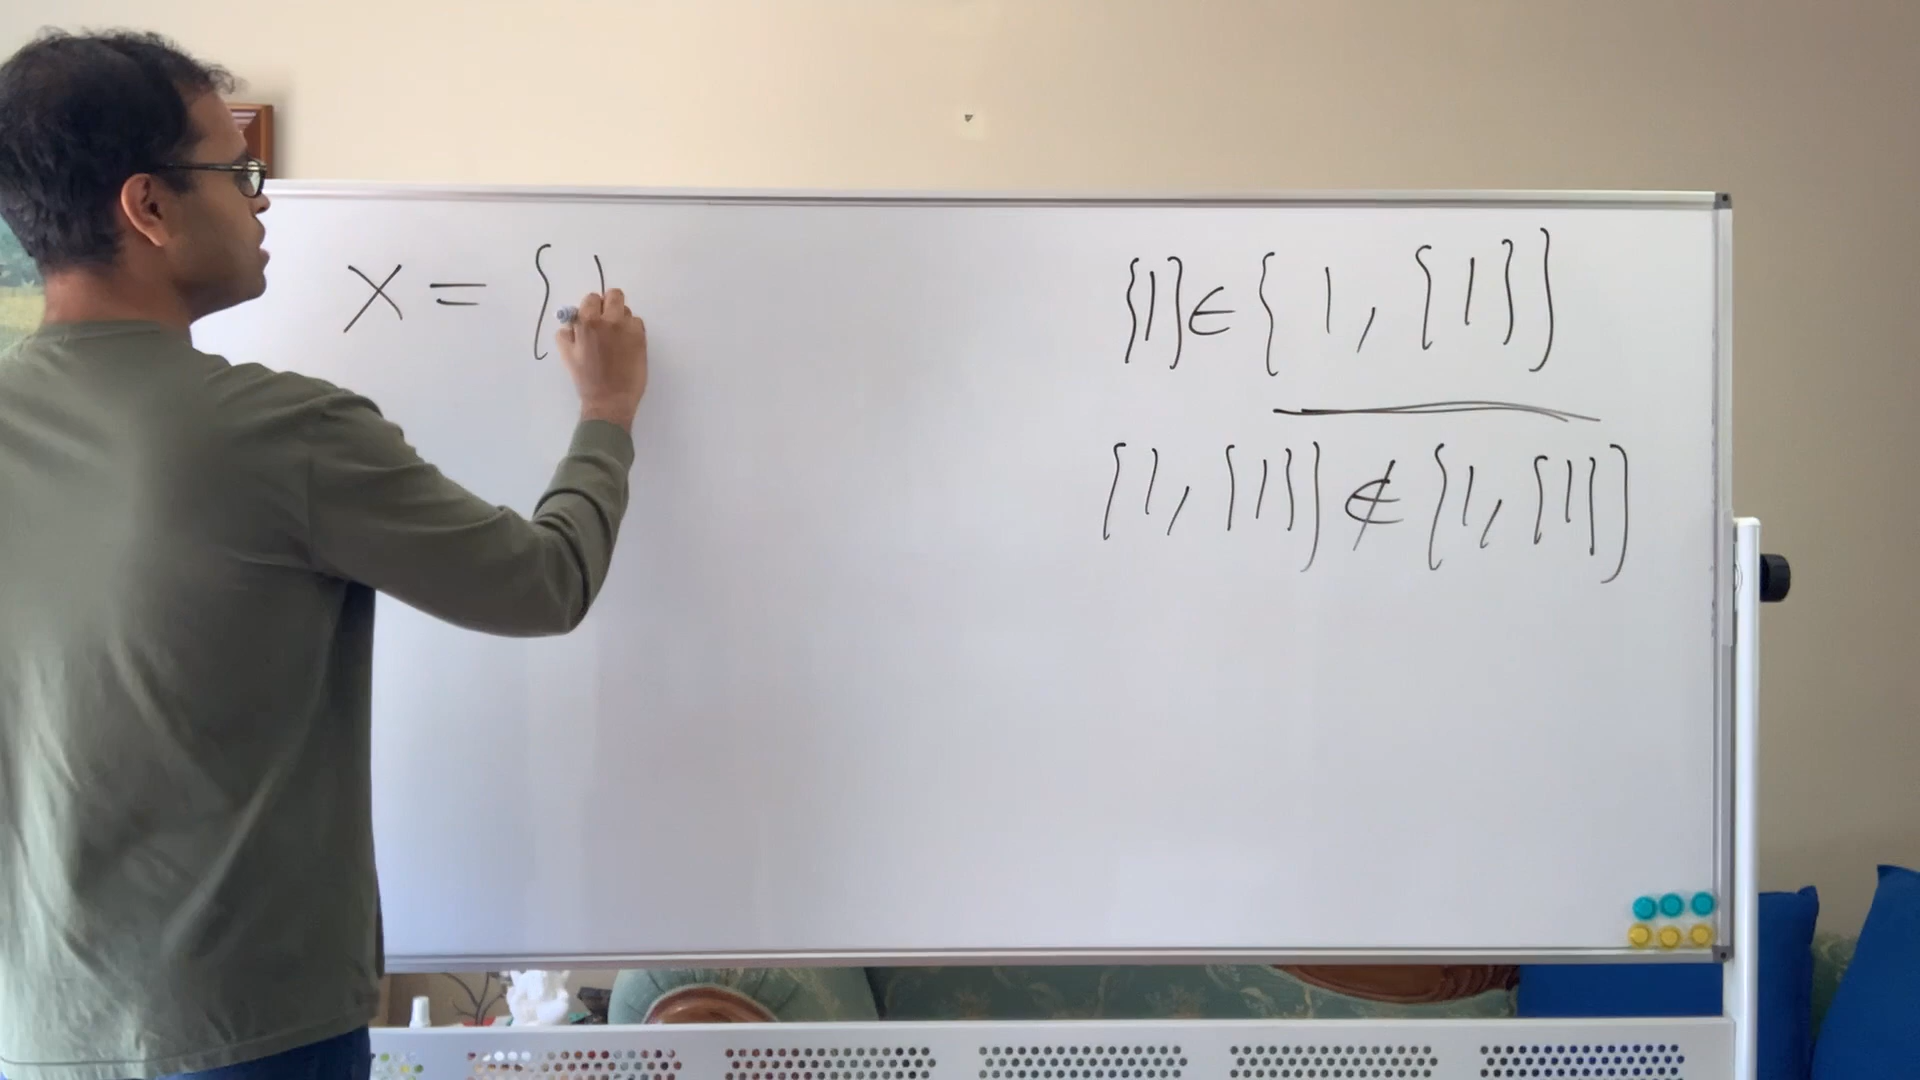 X = {
{1} ∈ { 1, {1} }
{1, {1}} ∉ {1, {1}}